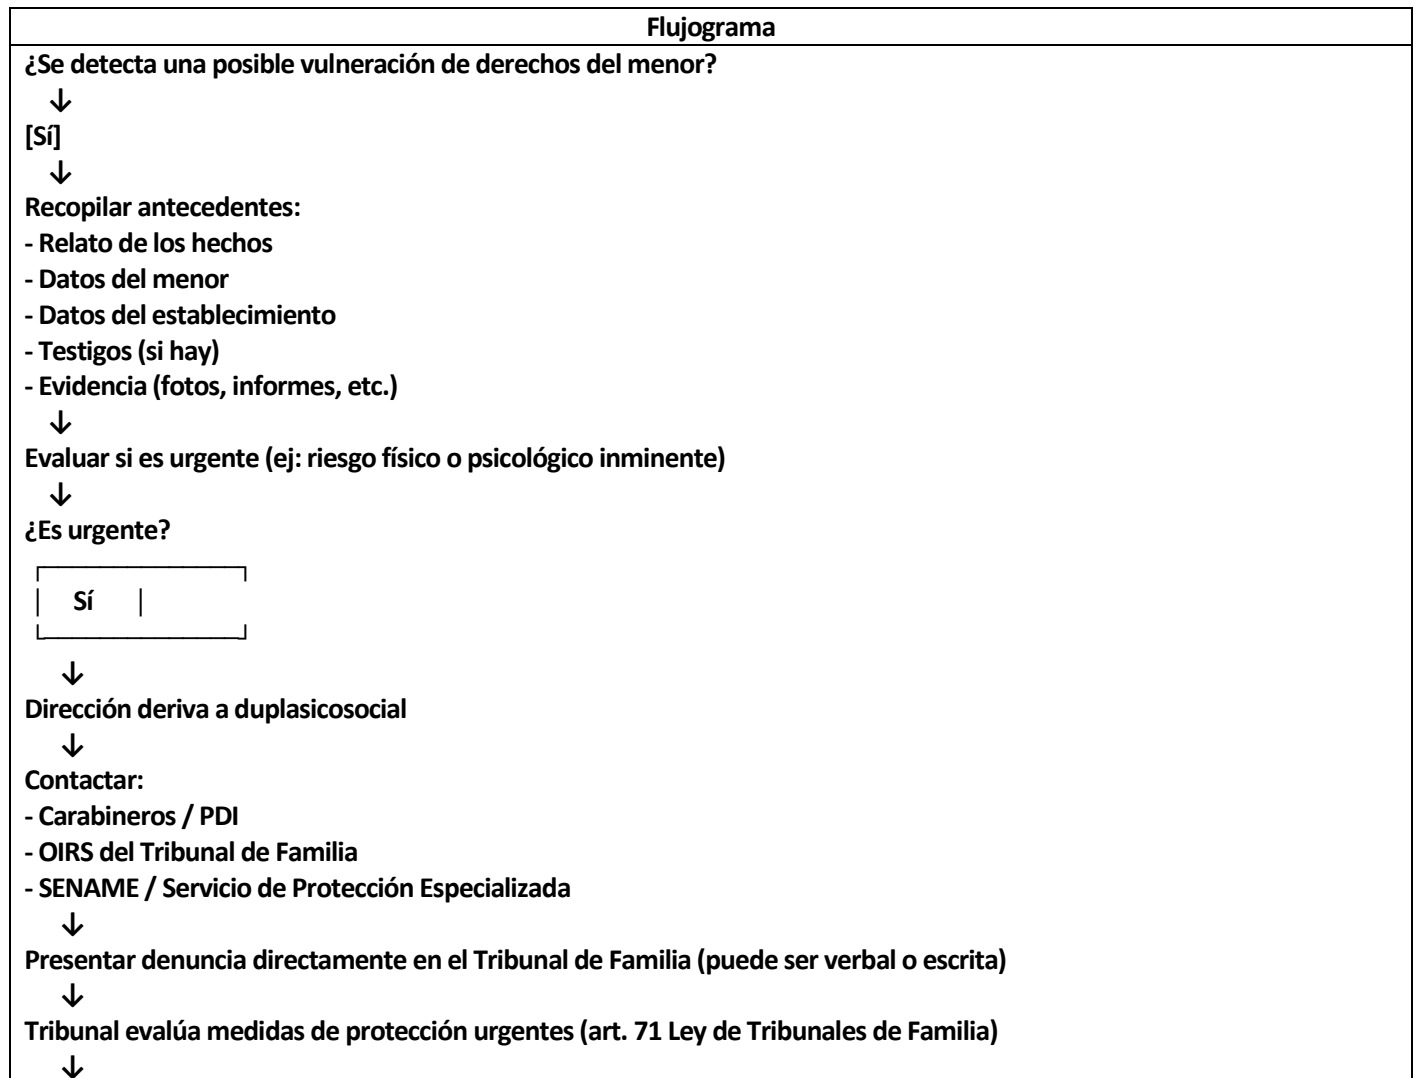 Flujograma
¿Se detecta una posible vulneración de derechos del menor?
↓
[Sí]
↓
Recopilar antecedentes:
- Relato de los hechos
- Datos del menor
- Datos del establecimiento
- Testigos (si hay)
- Evidencia (fotos, informes, etc.)
↓
Evaluar si es urgente (ej: riesgo físico o psicológico inminente)
↓
¿Es urgente?
┌──────────────┐
│ Sí │
└──────────────┘
↓
Dirección deriva a duplasicosocial
↓
Contactar:
- Carabineros / PDI
- OIRS del Tribunal de Familia
- SENAME / Servicio de Protección Especializada
↓
Presentar denuncia directamente en el Tribunal de Familia (puede ser verbal o escrita)
↓
Tribunal evalúa medidas de protección urgentes (art. 71 Ley de Tribunales de Familia)
↓